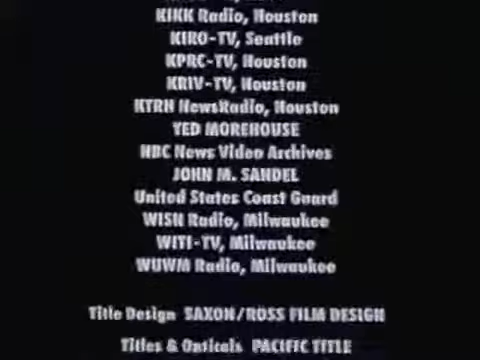 KIKK Radio, Houston
KIRO-TV, Seattle
KPRC-TV, Houston
KRIV-TV, Houston
KTRH NewsRadio, Houston
TED MOREHOUSE
NBC News Video Archives
JOHN M. SANDEL
United States Coast Guard
WISN Radio, Milwaukee
WITI-TV, Milwaukee
WUWM Radio, Milwaukee
Title Design SAXON/ROSS FILM DESIGN
Titles & Opticals PACIFIC TITLE